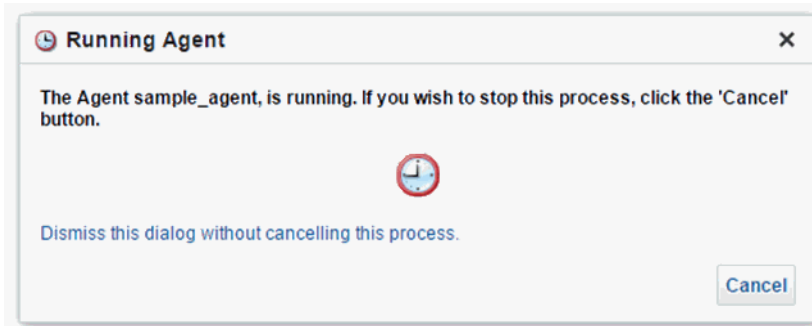 Running Agent
The Agent sample_agent, is running. If you wish to stop this process, click the 'Cancel'
button.
Dismiss this dialog without cancelling this process.
Cancel